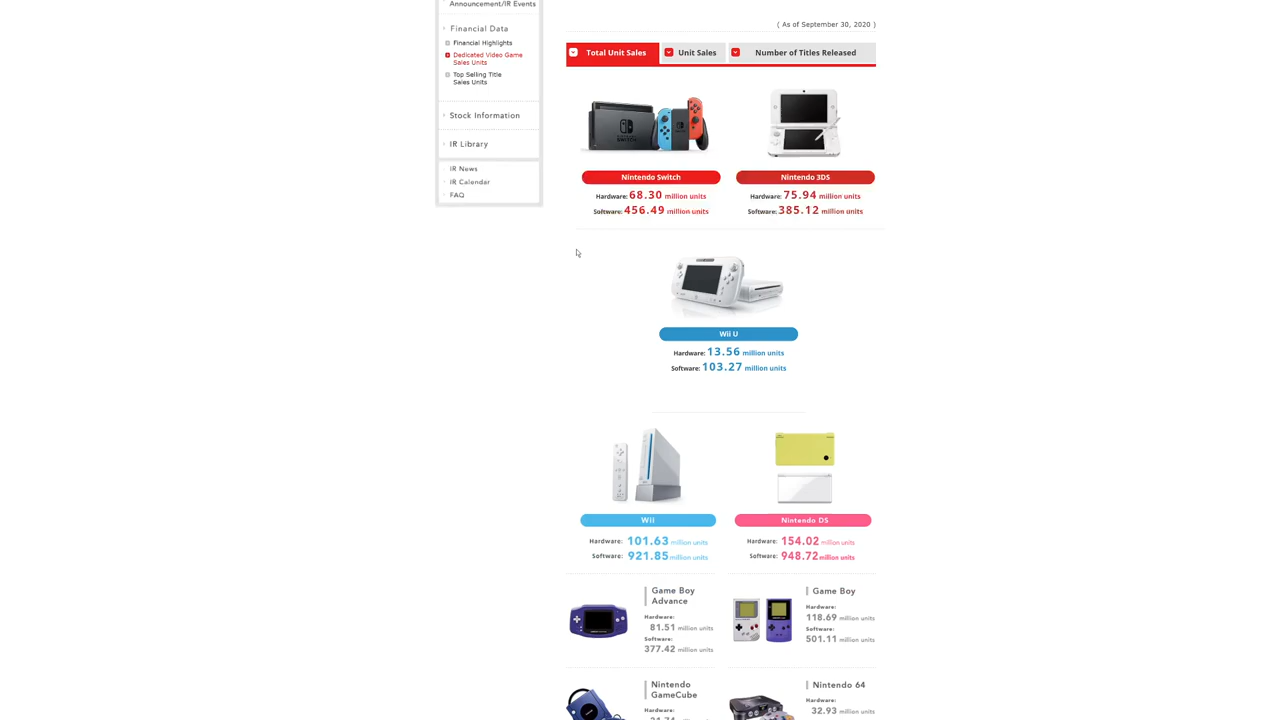 Announcement/IR Events
Financial Data
Financial Highlights
Dedicated Video Game
Sales Units
Top Selling Title
Sales Units
Stock Information
IR Library
IR News
IR Calendar
FAQ
( As of September 30, 2020 )
Total Unit Sales
Unit Sales
Number of Titles Released
Nintendo Switch
Hardware: 68.30 million units
Software: 456.49 million units
Nintendo 3DS
Hardware: 75.94 million units
Software: 385.12 million units
Wii U
Hardware: 13.56 million units
Software: 103.27 million units
Wii
Hardware: 101.63 million units
Software: 921.85 million units
Nintendo DS
Hardware: 154.02 million units
Software: 948.72 million units
Game Boy
Advance
Hardware:
81.51 million units
Software:
377.42 million units
Game Boy
Hardware:
118.69 million units
Software:
501.11 million units
Nintendo
GameCube
Hardware:
million units
Nintendo 64
Hardware:
32.93 million units